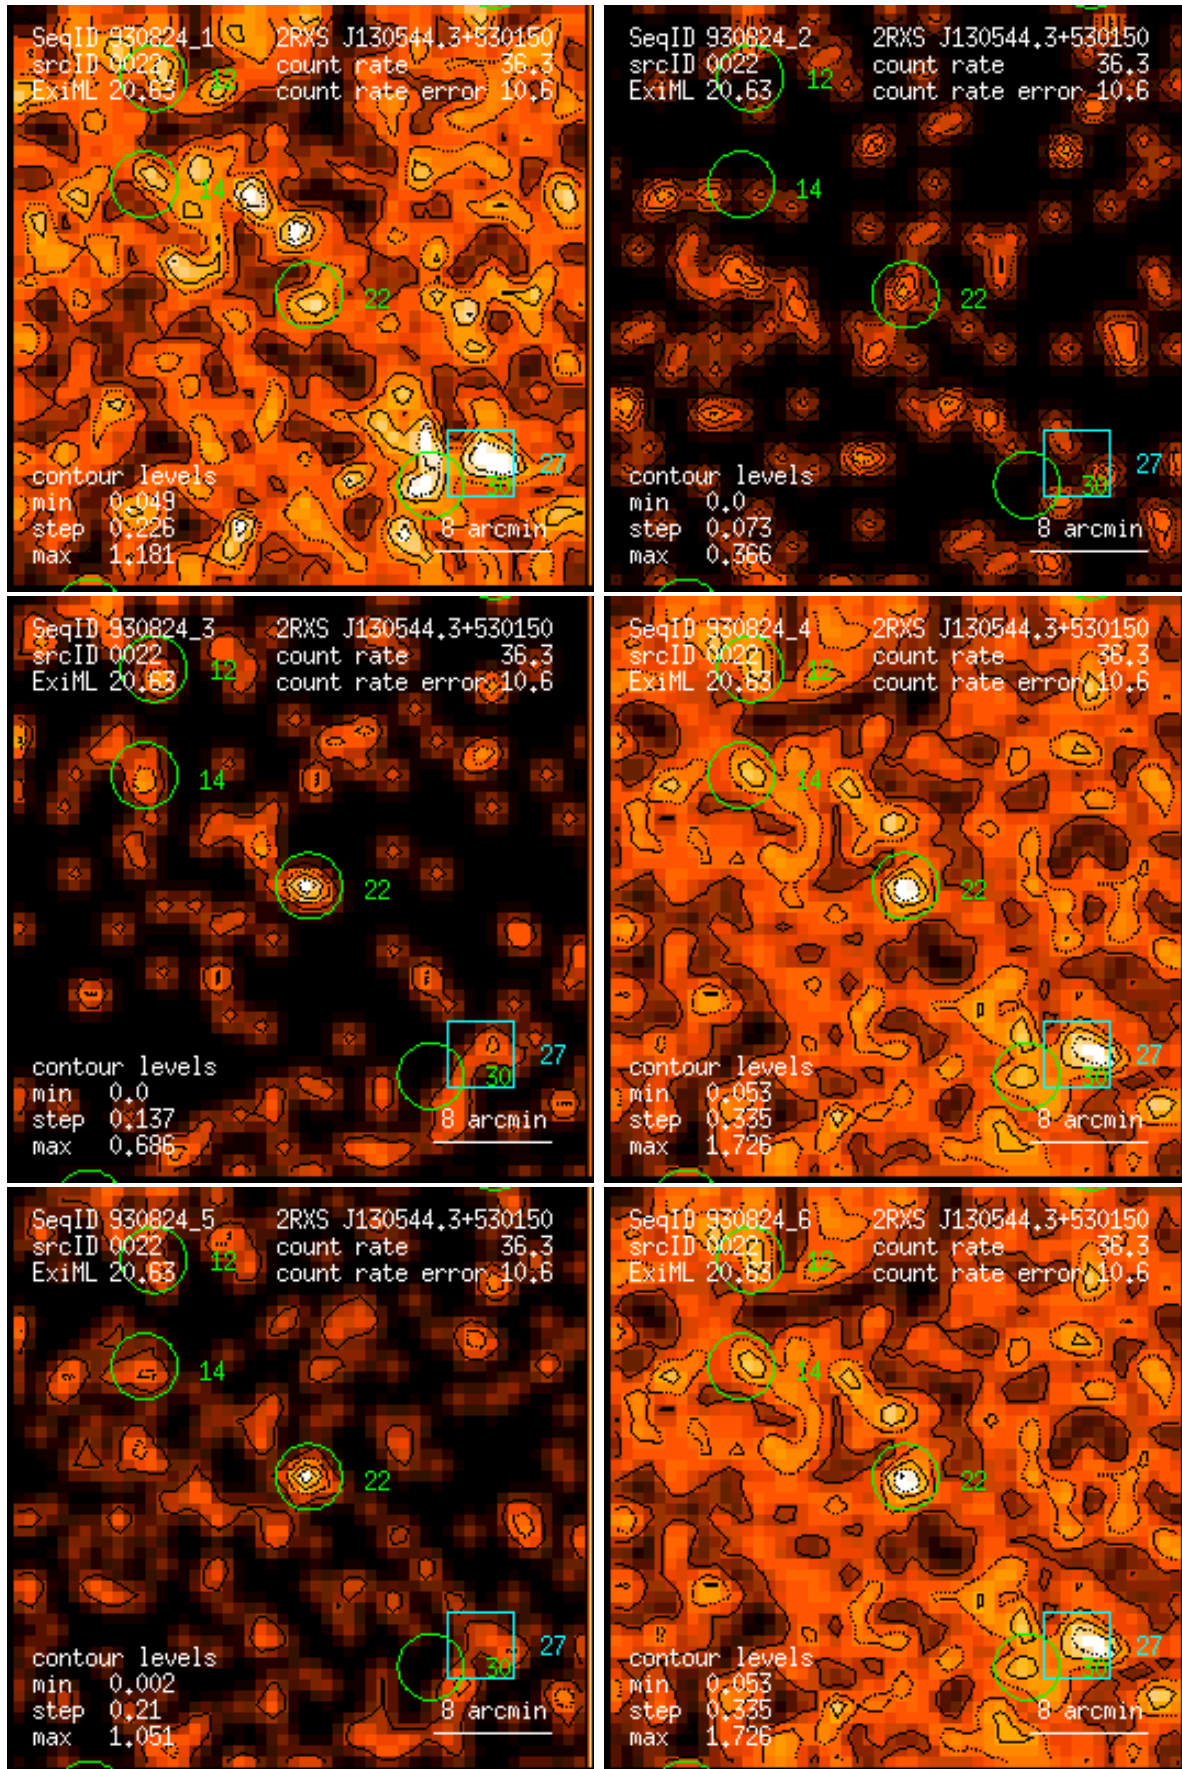 SeqID 930824_1 2RXS J130544.3+530150
srcID 0022 count rate 36.3
ExiML 20.63 count rate error 10.6
12
14
22
27
30
contour levels
min 0.049
step 0.226
max 1.181
8 arcmin
SeqID 930824_2 2RXS J130544.3+530150
srcID 0022 count rate 36.3
ExiML 20.63 count rate error 10.6
12
14
22
27
30
contour levels
min 0.0
step 0.073
max 0.366
8 arcmin
SeqID 930824_3 2RXS J130544.3+530150
srcID 0022 count rate 36.3
ExiML 20.63 count rate error 10.6
12
14
22
27
30
contour levels
min 0.0
step 0.137
max 0.686
8 arcmin
SeqID 930824_4 2RXS J130544.3+530150
srcID 0022 count rate 36.3
ExiML 20.63 count rate error 10.6
12
14
22
27
30
contour levels
min 0.053
step 0.335
max 1.726
8 arcmin
SeqID 930824_5 2RXS J130544.3+530150
srcID 0022 count rate 36.3
ExiML 20.63 count rate error 10.6
12
14
22
27
30
contour levels
min 0.002
step 0.21
max 1.051
8 arcmin
SeqID 930824_6 2RXS J130544.3+530150
srcID 0022 count rate 36.3
ExiML 20.63 count rate error 10.6
12
14
22
27
30
contour levels
min 0.053
step 0.335
max 1.726
8 arcmin